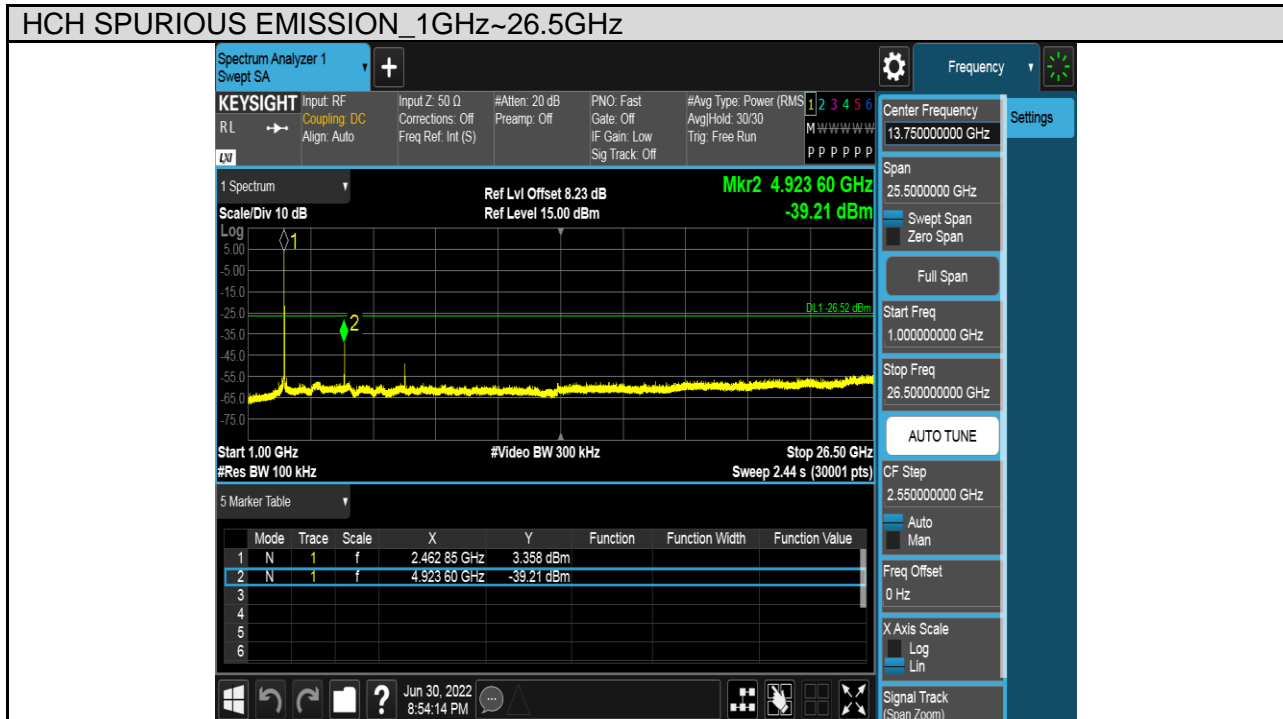 HCH SPURIOUS EMISSION_1GHz~26.5GHz
Spectrum Analyzer 1
Swept SA
+
Frequency
KEYSIGHT
RL
LXI
Input: RF
Coupling: DC
Align: Auto
Input Z: 50 Ω
Corrections: Off
Freq Ref: Int (S)
#Atten: 20 dB
Preamp: Off
PNO: Fast
Gate: Off
IF Gain: Low
Sig Track: Off
#Avg Type: Power (RMS
Avg|Hold: 30/30
Trig: Free Run
1 2 3 4 5 6
M W W W W W
P P P P P P
1 Spectrum
Scale/Div 10 dB
Ref Lvl Offset 8.23 dB
Ref Level 15.00 dBm
Mkr2 4.923 60 GHz
-39.21 dBm
Log
5.00
-5.00
-15.0
-25.0
-35.0
-45.0
-55.0
-65.0
-75.0
1
2
DL1 -26.52 dBm
Start 1.00 GHz
#Res BW 100 kHz
#Video BW 300 kHz
Stop 26.50 GHz
Sweep 2.44 s (30001 pts)
5 Marker Table
Mode Trace Scale X Y Function Function Width Function Value
1 N 1 f 2.462 85 GHz 3.358 dBm
2 N 1 f 4.923 60 GHz -39.21 dBm
3
4
5
6
Jun 30, 2022
8:54:14 PM
?
Center Frequency
13.75000000 GHz
Settings
Span
25.5000000 GHz
Swept Span
Zero Span
Full Span
Start Freq
1.000000000 GHz
Stop Freq
26.500000000 GHz
AUTO TUNE
CF Step
2.550000000 GHz
Auto
Man
Freq Offset
0 Hz
X Axis Scale
Log
Lin
Signal Track
(Span Zoom)